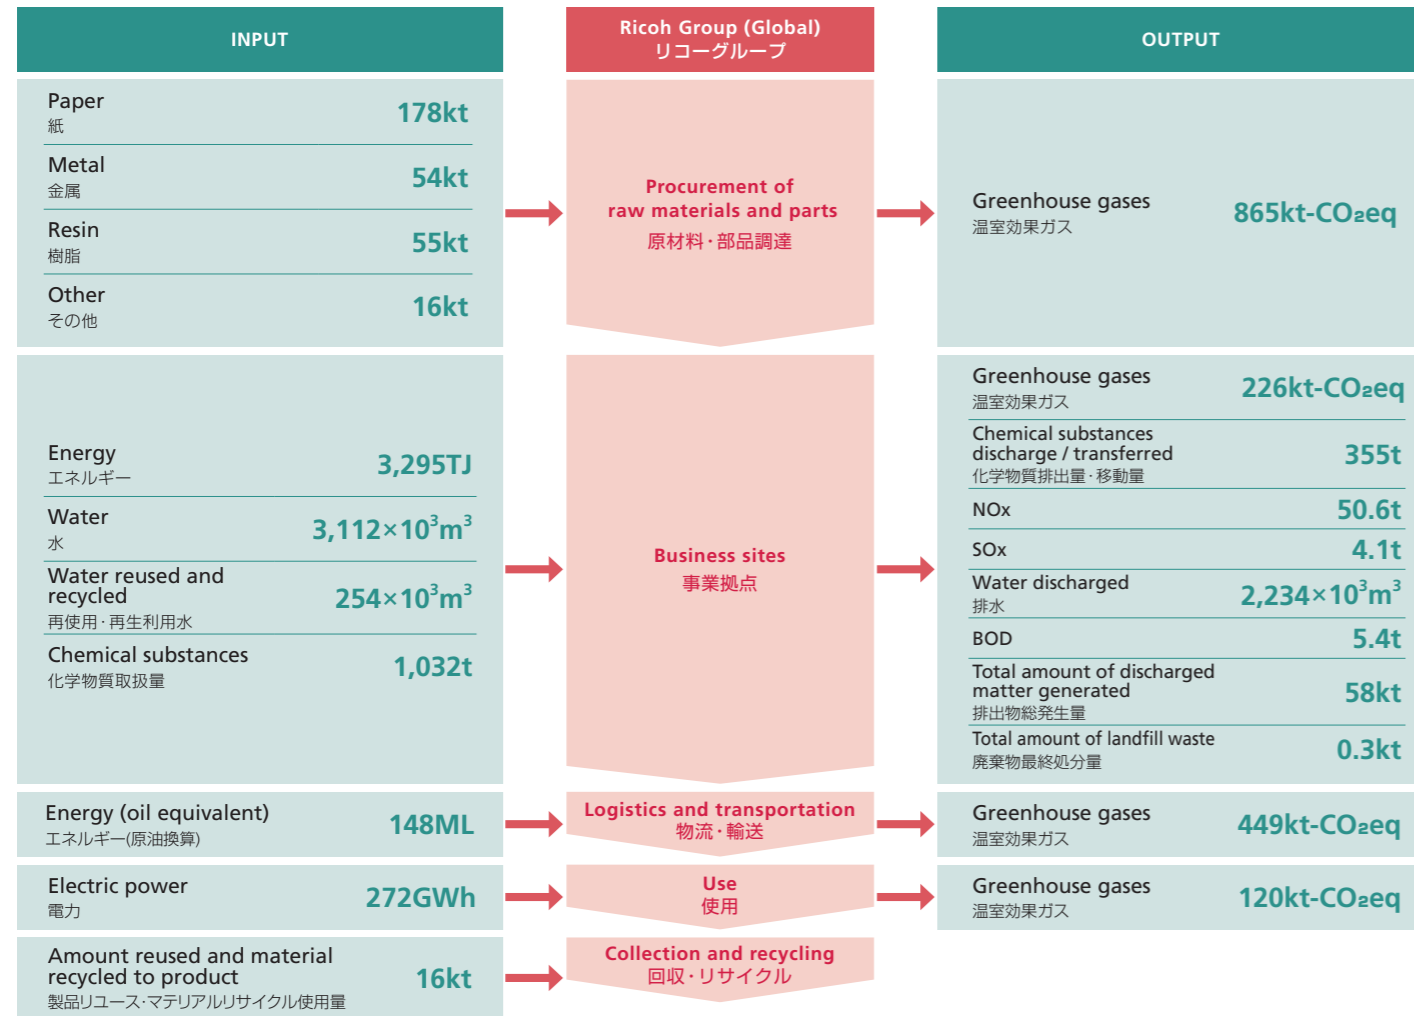 INPUT
Ricoh Group (Global)
リコーグループ
OUTPUT
Paper
紙
178kt
Metal
金属
54kt
Resin
樹脂
55kt
Other
その他
16kt
Procurement of
raw materials and parts
原材料・部品調達
Greenhouse gases
温室効果ガス
865kt-CO₂eq
Energy
エネルギー
3,295TJ
Water
水
3,112×10³m³
Water reused and
recycled
再使用・再生利用水
254×10³m³
Chemical substances
化学物質取扱量
1,032t
Business sites
事業拠点
Greenhouse gases
温室効果ガス
226kt-CO₂eq
Chemical substances
discharge / transferred
化学物質排出量・移動量
355t
NOx
50.6t
SOx
4.1t
Water discharged
排水
2,234×10³m³
BOD
5.4t
Total amount of discharged
matter generated
排出物総発生量
58kt
Total amount of landfill waste
廃棄物最終処分量
0.3kt
Energy (oil equivalent)
エネルギー(原油換算)
148ML
Logistics and transportation
物流・輸送
Greenhouse gases
温室効果ガス
449kt-CO₂eq
Electric power
電力
272GWh
Use
使用
Greenhouse gases
温室効果ガス
120kt-CO₂eq
Amount reused and material
recycled to product
製品リユース・マテリアルリサイクル使用量
16kt
Collection and recycling
回収・リサイクル